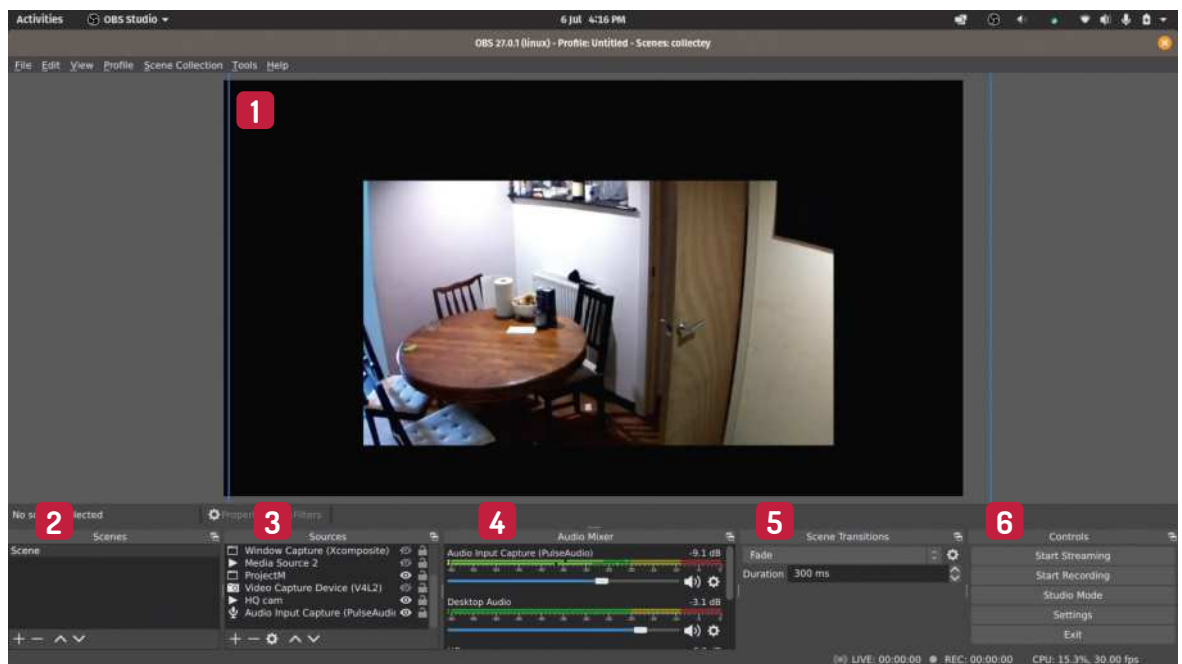 Activities OBS Studio 6 Jul 4:16 PM
OBS 27.0.1 (linux) - Profile: Untitled - Scenes: collectey
File Edit View Profile Scene Collection Tools Help
1
No so lected Proper Filters
2 3 4 5 6
Scenes Sources Audio Mixer Scene Transitions Controls
Scene
Window Capture (Xcomposite)
Media Source 2
ProjectM
Video Capture Device (V4L2)
HQ cam
Audio Input Capture (PulseAudio
Audio Input Capture (PulseAudio) -9.1 dB
Desktop Audio -3.1 dB
Fade
Duration 300 ms
Start Streaming
Start Recording
Studio Mode
Settings
Exit
LIVE: 00:00:00 REC: 00:00:00 CPU: 15.3%, 30.00 fps